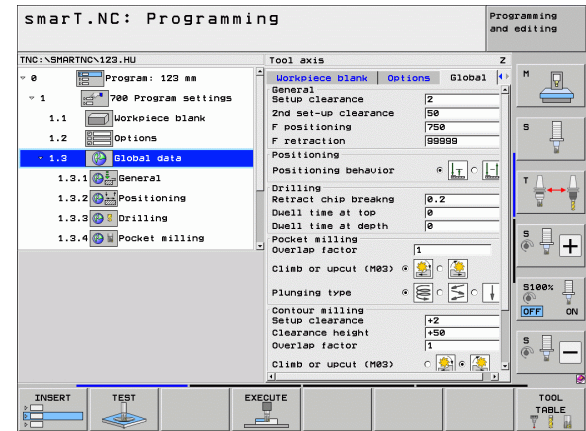 smarT.NC: Programming
Programming
and editing
TNC:\SMARTNC\123.HU
0 Program: 123 mm
1 700 Program settings
1.1 Workpiece blank
1.2 Options
1.3 Global data
1.3.1 General
1.3.2 Positioning
1.3.3 Drilling
1.3.4 Pocket milling
Tool axis Z
Workpiece blank Options Global
General
Setup clearance 2
2nd set-up clearance 50
F positioning 750
F retraction 99999
Positioning
Positioning behavior
Drilling
Retract chip breakng 0.2
Dwell time at top 0
Dwell time at depth 0
Pocket milling
Overlap factor 1
Climb or upcut (M03)
Plunging type
Contour milling
Setup clearance +2
Clearance height +50
Overlap factor 1
Climb or upcut (M03)
M
S
T
S
S100%
OFF ON
S
INSERT
TEST
EXECUTE
TOOL
TABLE